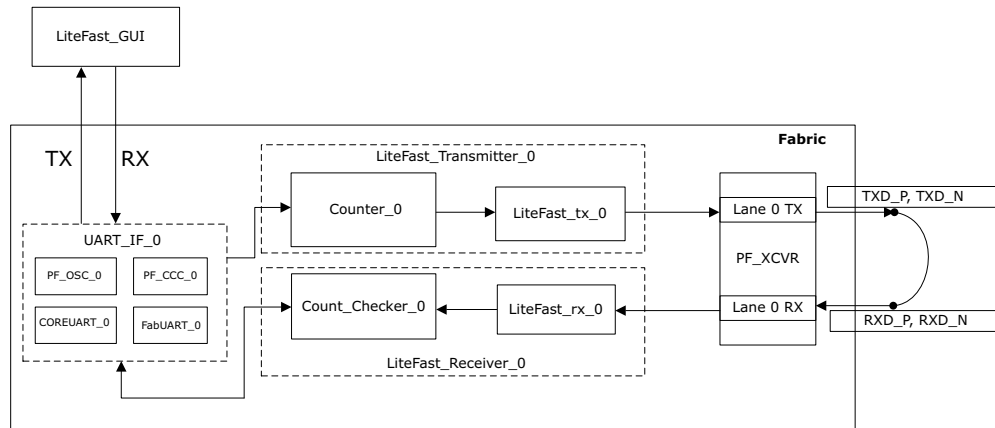 LiteFast_GUI
Fabric
TX
RX
LiteFast_Transmitter_0
Counter_0
LiteFast_tx_0
Lane 0 TX
TXD_P, TXD_N
UART_IF_0
PF_OSC_0
PF_CCC_0
COREUART_0
FabUART_0
PF_XCVR
Count_Checker_0
LiteFast_rx_0
Lane 0 RX
RXD_P, RXD_N
LiteFast_Receiver_0